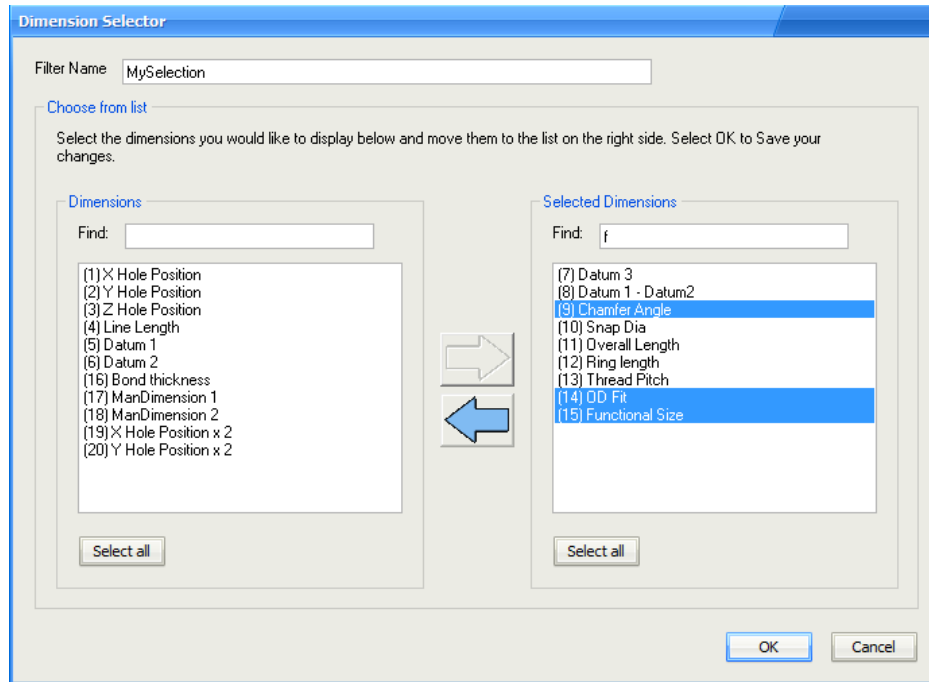 Dimension Selector
Filter Name MySelection
Choose from list
Select the dimensions you would like to display below and move them to the list on the right side. Select OK to Save your
changes.
Dimensions
Find:
(1) X Hole Position
(2) Y Hole Position
(3) Z Hole Position
(4) Line Length
(5) Datum 1
(6) Datum 2
(16) Bond thickness
(17) ManDimension 1
(18) ManDimension 2
(19) X Hole Position x 2
(20) Y Hole Position x 2
Select all
Selected Dimensions
Find: f
(7) Datum 3
(8) Datum 1 - Datum2
(9) Chamfer Angle
(10) Snap Dia
(11) Overall Length
(12) Ring length
(13) Thread Pitch
(14) OD Fit
(15) Functional Size
Select all
OK Cancel